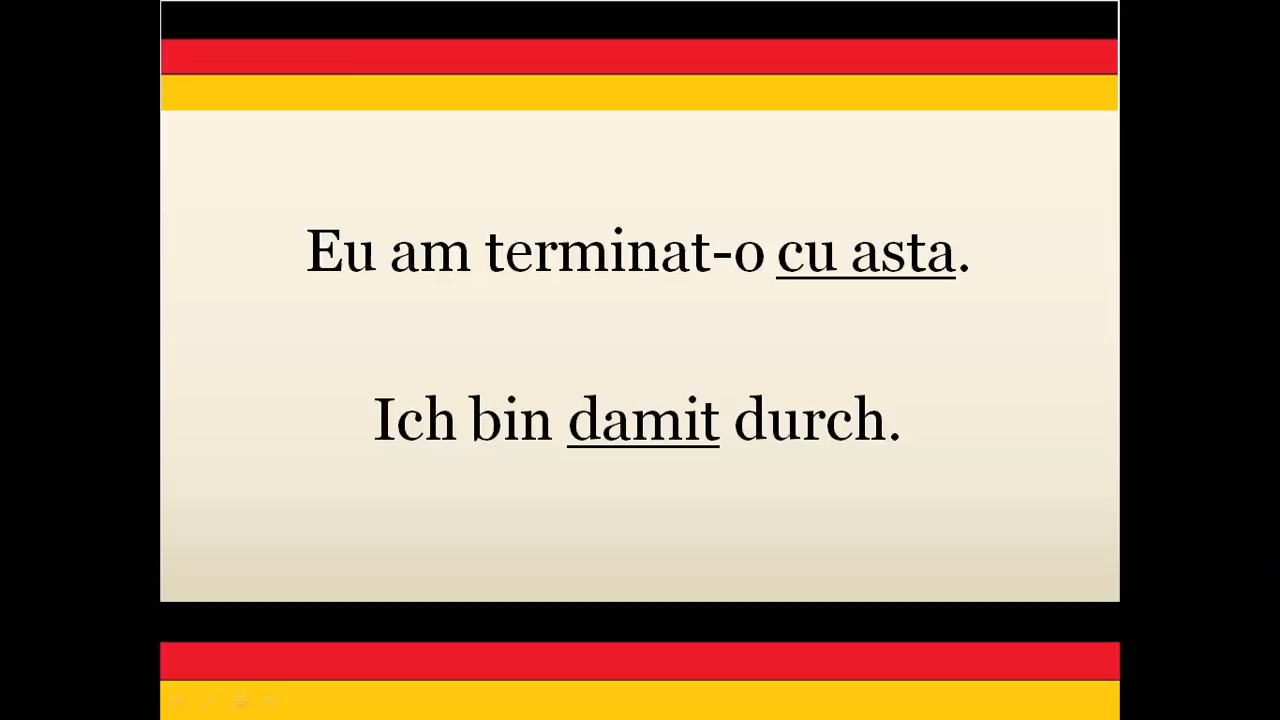 Eu am terminat-o cu asta.
Ich bin damit durch.